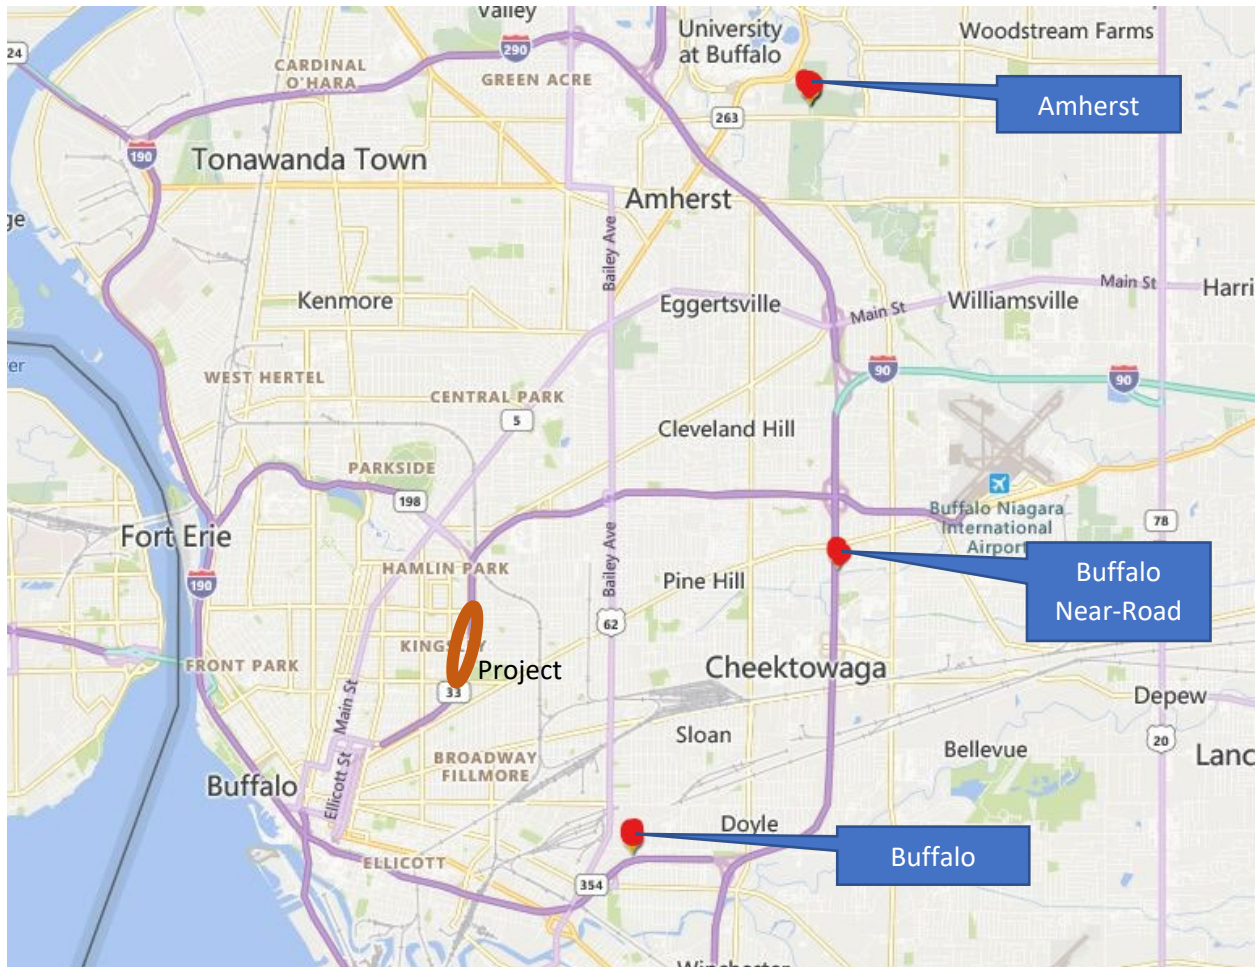 Valley
University
at Buffalo
Woodstream Farms
24
290
CARDINAL
O'HARA
GREEN ACRE
Amherst
263
190
Tonawanda Town
Amherst
ge
Bailey Ave
Kenmore
Eggertsville
Main St
Williamsville
Main St
Harri
er
WEST HERTEL
90
90
CENTRAL PARK
5
Cleveland Hill
PARKSIDE
198
Buffalo Niagara
International
Airport
78
Fort Erie
Bailey Ave
190
HAMLIN PARK
Pine Hill
Buffalo
Near-Road
62
FRONT PARK
Project
33
Cheektowaga
Main St
Depew
Sloan
20
Bellevue
Lanc
BROADWAY
FILLMORE
Buffalo
Ellicott St
Doyle
Buffalo
ELLICOTT
354